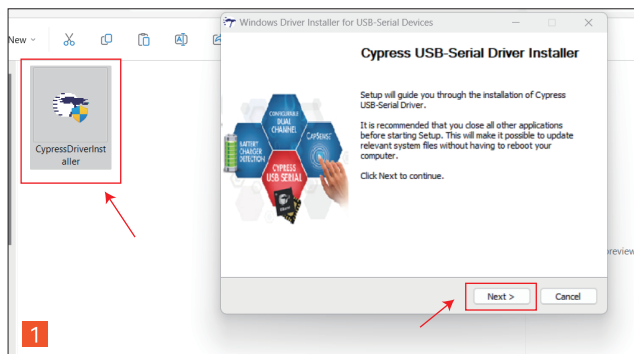 Windows Driver Installer for USB-Serial Devices
New
Cypress USB-Serial Driver Installer
Setup will guide you through the installation of Cypress
USB-Serial Driver.
It is recommended that you close all other applications
before starting Setup. This will make it possible to update
relevant system files without having to reboot your
computer.
Click Next to continue.
CONFIGURABLE
DUAL
CHANNEL
CAPSENSE
BATTERY
CHARGER
DETECTION
CYPRESS
USB SERIAL
CypressDriverInst
aller
preview
Next >
Cancel
1